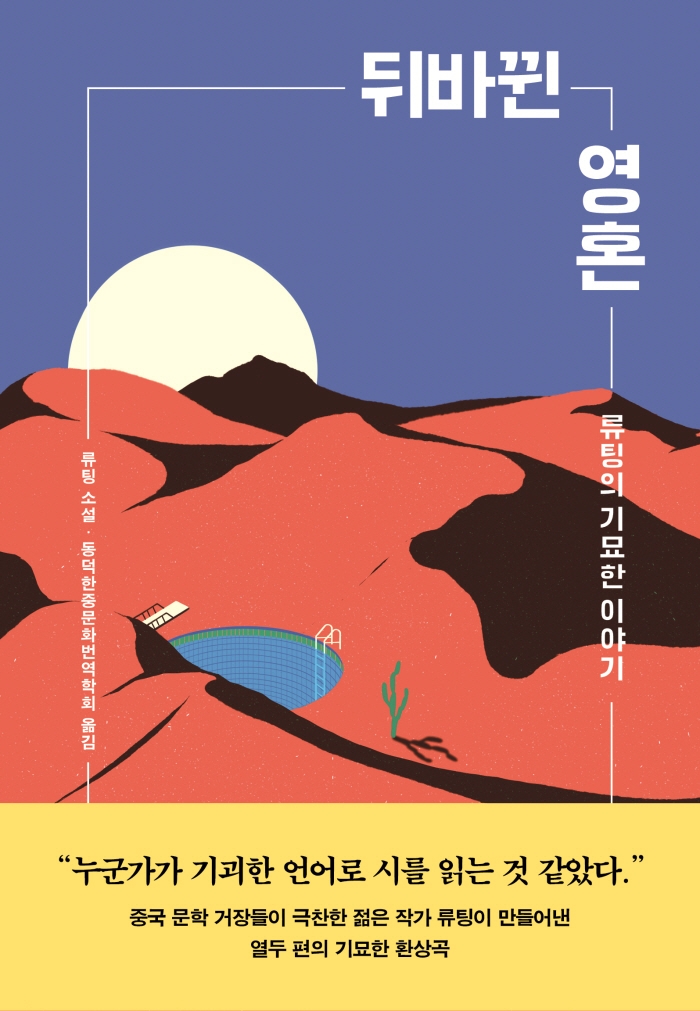 뒤바뀐
영혼
류팅의 기묘한 이야기
류팅 소설 · 동덕한중문화번역학회 옮김
“누군가가 기괴한 언어로 시를 읽는 것 같았다.”
중국 문학 거장들이 극찬한 젊은 작가 류팅이 만들어낸
열두 편의 기묘한 환상곡